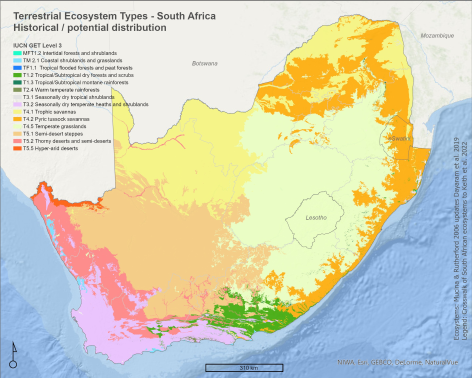 Terrestrial Ecosystem Types - South Africa
Historical / potential distribution
IUCN GET Level 3
MFT1.2 Intertidal forests and shrublands
TM.2.1 Coastal shrublands and grasslands
TF1.1 Tropical flooded forests and peat forests
T1.2 Tropical/Subtropical dry forests and scrubs
T1.3 Tropical/Subtropical montane rainforests
T2.4 Warm temperate rainforests
T3.1 Seasonally dry tropical shrublands
T3.2 Seasonally dry temperate heaths and shrublands
T4.1 Trophic savannas
T4.2 Pyric tussock savannas
T4.5 Temperate grasslands
T5.1 Semi-desert steppes
T5.2 Thorny deserts and semi-deserts
T5.5 Hyper-arid deserts
Botswana
Mozambique
Swatini
Lesotho
Ecosystems: Mucina & Rutherford 2006 updates Dayaram et al. 2019
Legend: Crosswalk of South African ecosystems to Keith et al. 2022
310 km
NIWA, Esri, GEBCO, DeLorme, NaturalVue